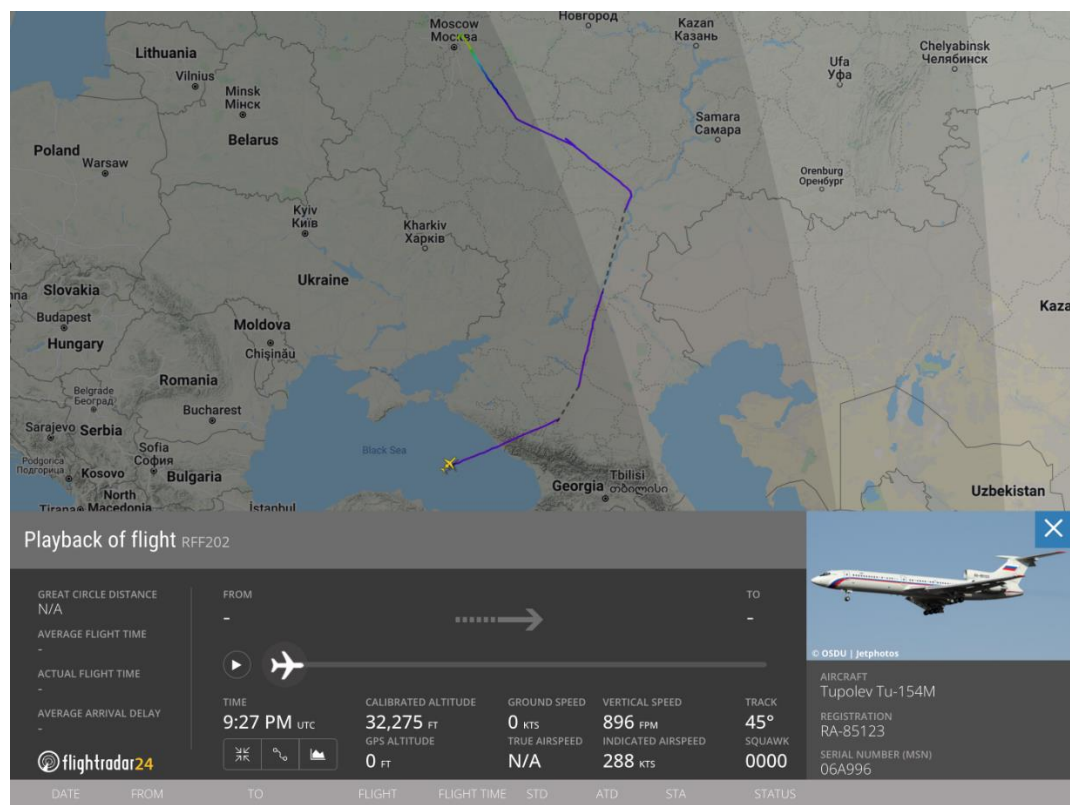 Moscow
Москва
Новгород
Kazan
Казань
Chelyabinsk
Челябинск
Ufa
Уфа
Lithuania
Vilnius
Minsk
Мінск
Belarus
Samara
Самара
Poland
Warsaw
Orenburg
Оренбург
Kyiv
Київ
Kharkiv
Харків
Ukraine
Slovakia
Budapest
Hungary
Moldova
Chișinău
Kaza
Romania
Belgrade
Београд
Bucharest
Sarajevo
Serbia
Sofia
София
Black Sea
Podgorica
Подгорица
Kosovo
Bulgaria
Tbilisi
თბილისი
Georgia
Uzbekistan
North
Macedonia
Tirana
İstanbul
Playback of flight RFF202
GREAT CIRCLE DISTANCE
N/A
AVERAGE FLIGHT TIME
-
ACTUAL FLIGHT TIME
-
AVERAGE ARRIVAL DELAY
-
flightradar24
FROM
-
TO
-
TIME
9:27 PM UTC
CALIBRATED ALTITUDE
32,275 FT
GPS ALTITUDE
0 FT
GROUND SPEED
0 KTS
TRUE AIRSPEED
N/A
VERTICAL SPEED
896 FPM
INDICATED AIRSPEED
288 KTS
TRACK
45°
SQUAWK
0000
© OSDU | Jetphotos
AIRCRAFT
Tupolev Tu-154M
REGISTRATION
RA-85123
SERIAL NUMBER (MSN)
06A996
DATE FROM TO FLIGHT FLIGHT TIME STD ATD STA STATUS